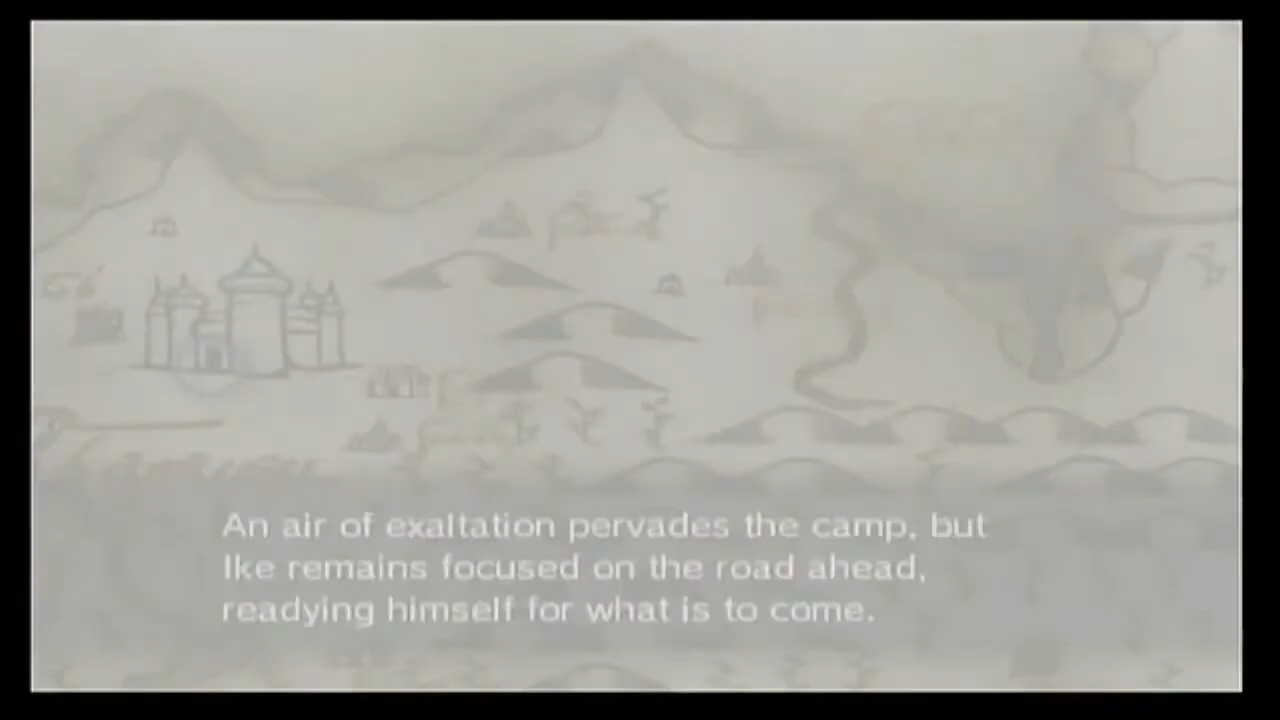 An air of exaltation pervades the camp, but
Ike remains focused on the road ahead,
readying himself for what is to come.